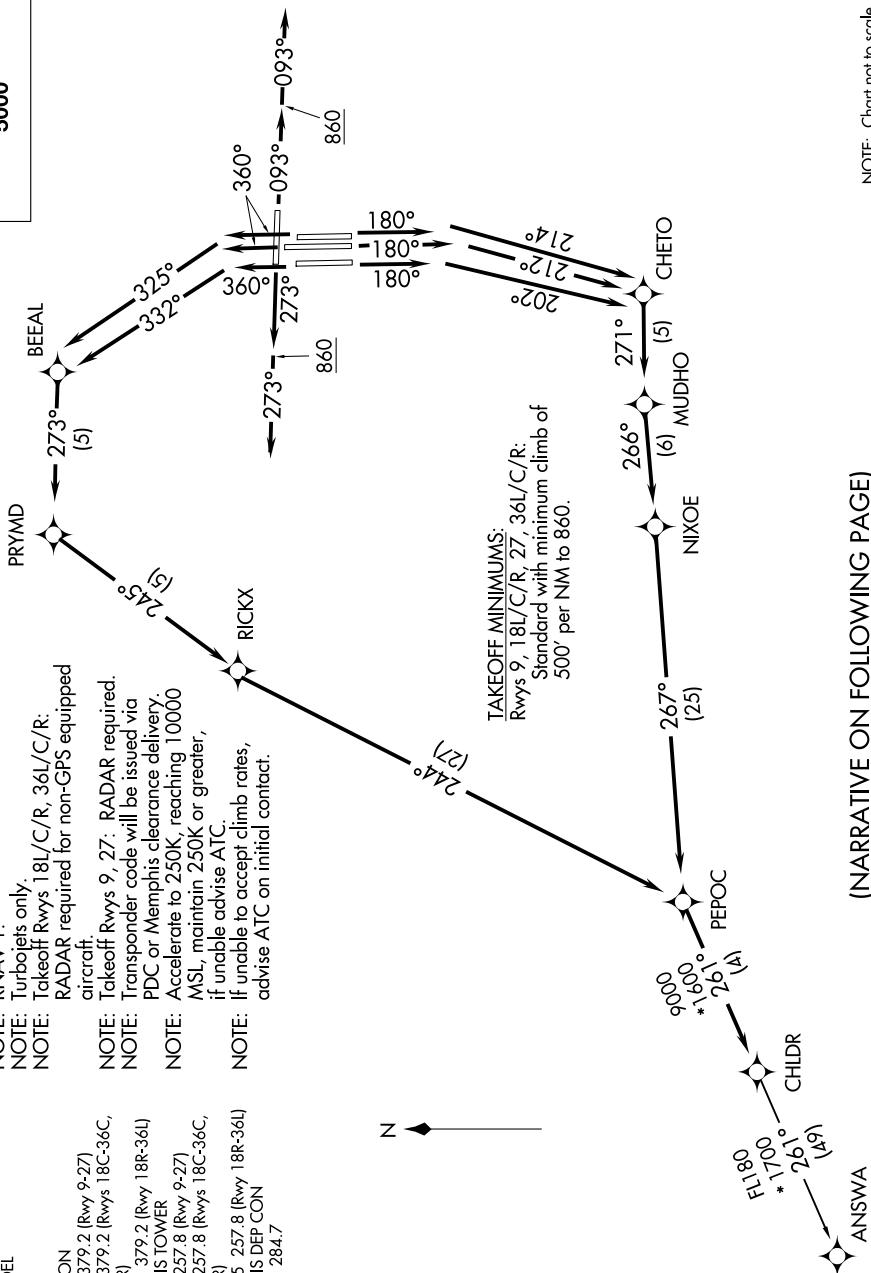 5000
093°
860
093°
360°
325°
332°
360°
273°
180°
180°
180°
214°
212°
202°
CHETO
BEEAL
273°
(5)
860
273°
271°
(5)
MUDHO
266°
(6)
PRYMD
245°
(5)
RICKX
TAKEOFF MINIMUMS:
Rwys 9, 18L/C/R, 27, 36L/C/R:
Standard with minimum climb of
500' per NM to 860.
NIXOE
267°
(25)
244°
(27)
PEPOC
9000
*1600
261°
(4)
CHLDR
FL180
*1700
261°
(49)
ANSWA
N
NOTE: RNAV 1.
NOTE: Turbojets only.
NOTE: Takeoff Rwys 18L/C/R, 36L/C/R:
RADAR required for non-GPS equipped
aircraft.
NOTE: Takeoff Rwys 9, 27: RADAR required.
NOTE: Transponder code will be issued via
PDC or Memphis clearance delivery.
NOTE: Accelerate to 250K, reaching 10000
MSL, maintain 250K or greater,
if unable advise ATC.
NOTE: If unable to accept climb rates,
advise ATC on initial contact.
DEL
ON
379.2 (Rwy 9-27)
379.2 (Rwys 18C-36C,
R)
379.2 (Rwy 18R-36L)
IS TOWER
257.8 (Rwy 9-27)
257.8 (Rwys 18C-36C,
R)
5 257.8 (Rwy 18R-36L)
IS DEP CON
284.7
NOTE: Chart not to scale.
(NARRATIVE ON FOLLOWING PAGE)